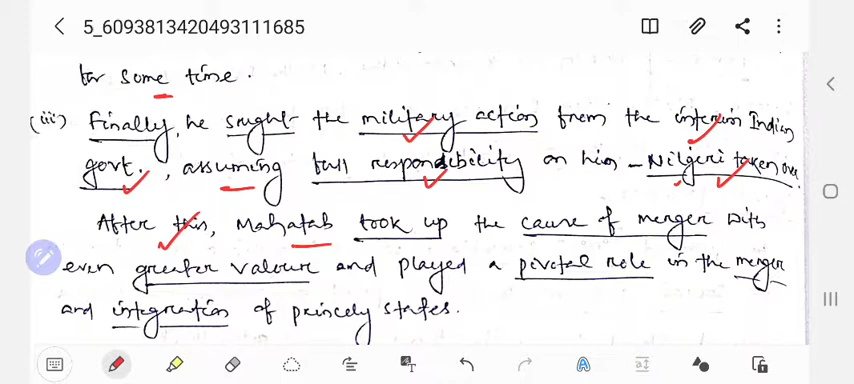 5_6093813420493111685
for some time.
(iii) Finally, he sought the military action from the interim Indian
govt., assuming full responsibility on him - Nilgiri taken over.
After this, Mahatab took up the cause of merger with
even greater valour and played a pivotal role in the merger
and integration of princely states.